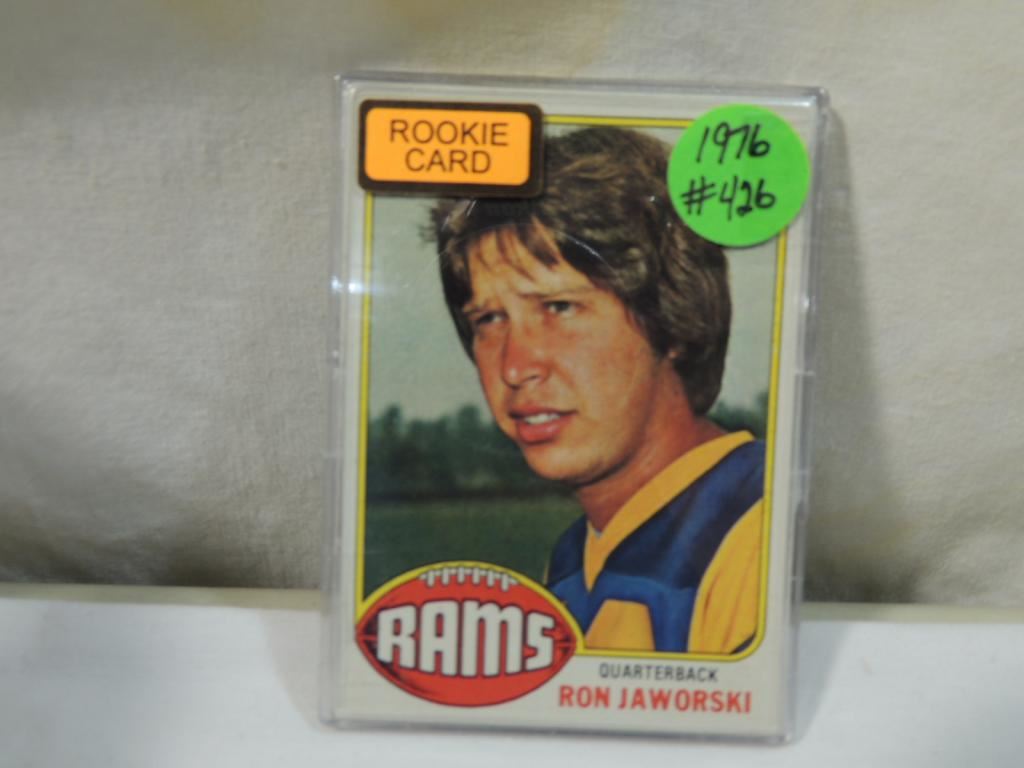 ROOKIE
CARD
1976
#426
RAMS
QUARTERBACK
RON JAWORSKI